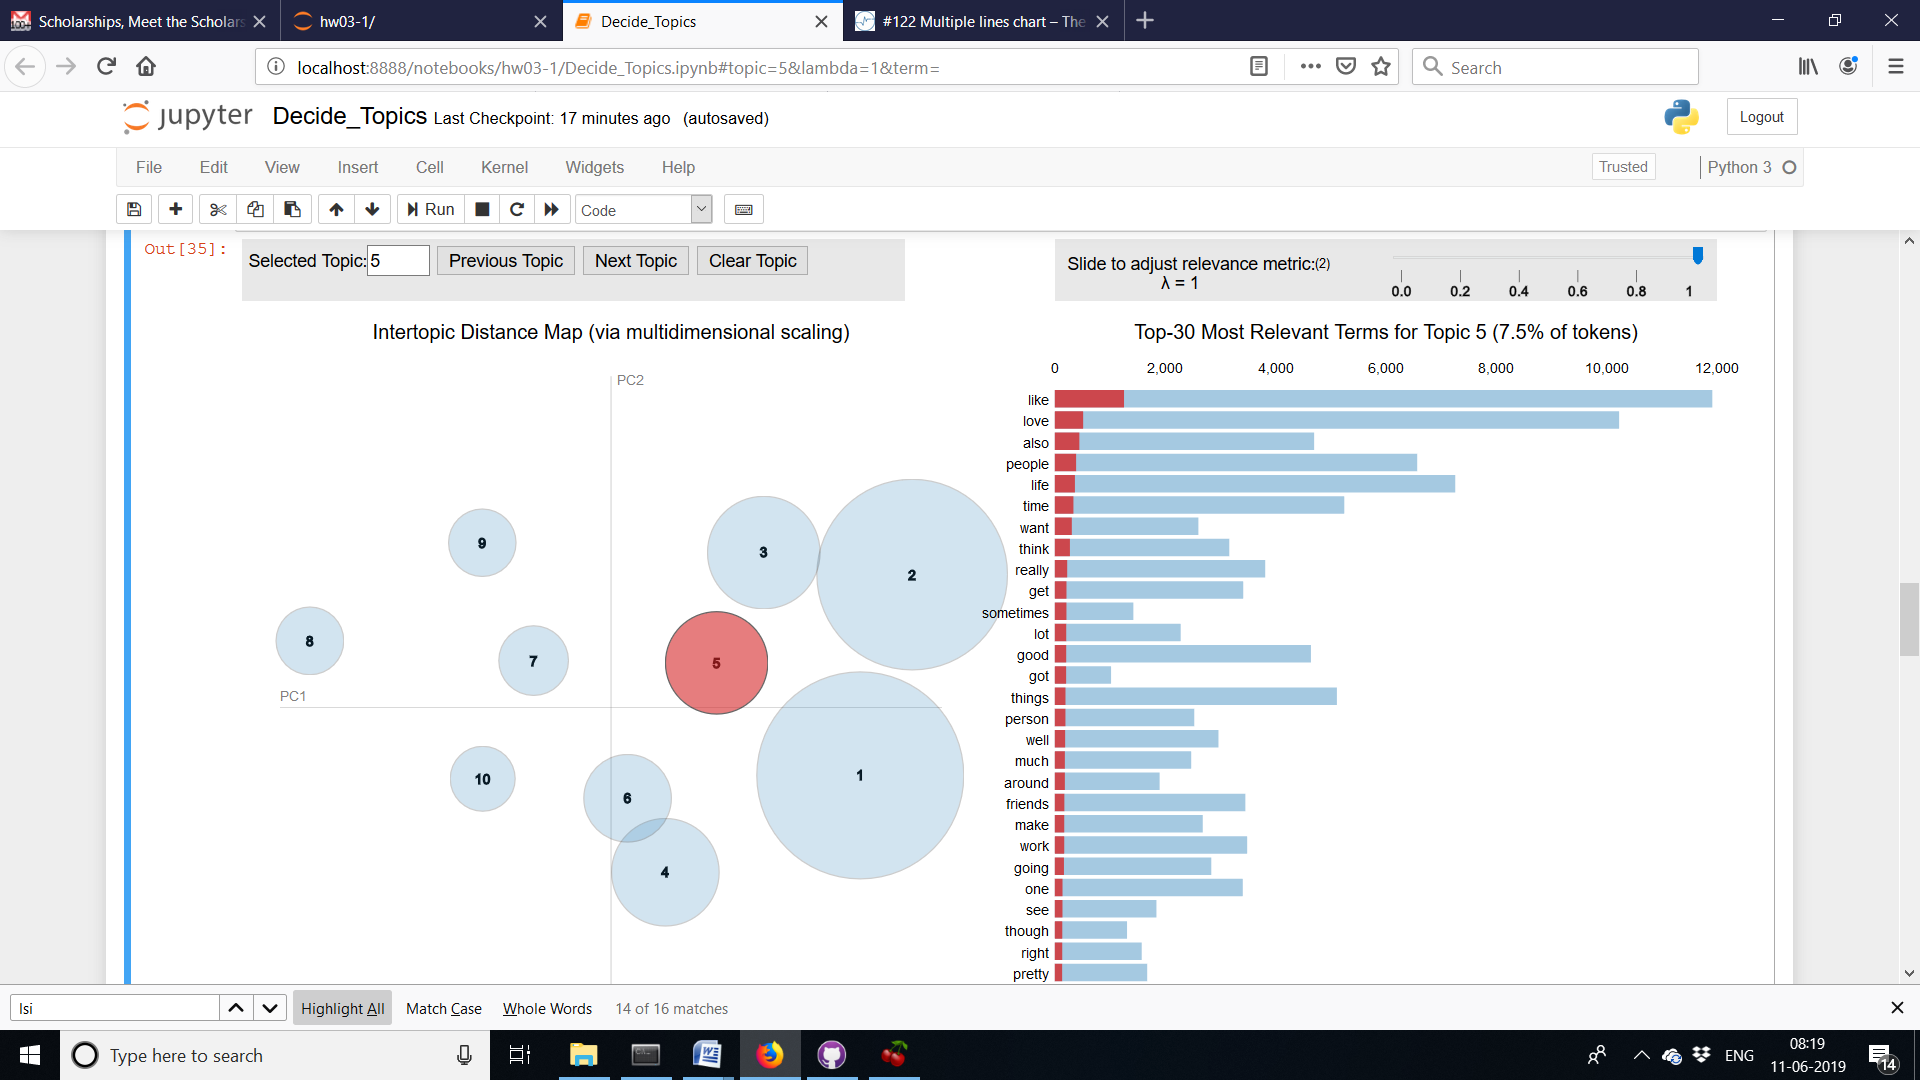 Scholarships, Meet the Scholars
hw03-1/
Decide_Topics
#122 Multiple lines chart – The
localhost:8888/notebooks/hw03-1/Decide_Topics.ipynb#topic=5&lambda=1&term=
Search
jupyter Decide_Topics Last Checkpoint: 17 minutes ago (autosaved)
Logout
File Edit View Insert Cell Kernel Widgets Help
Trusted
Python 3
Run
Code
Out[35]:
Selected Topic: 5 Previous Topic Next Topic Clear Topic
Slide to adjust relevance metric:(2)
λ = 1
0.0 0.2 0.4 0.6 0.8 1
Intertopic Distance Map (via multidimensional scaling)
PC2
9
3
2
8
7
5
PC1
10
6
1
4
Top-30 Most Relevant Terms for Topic 5 (7.5% of tokens)
0 2,000 4,000 6,000 8,000 10,000 12,000
like
love
also
people
life
time
want
think
really
get
sometimes
lot
good
got
things
person
well
much
around
friends
make
work
going
one
see
though
right
pretty
lsi
Highlight All Match Case Whole Words 14 of 16 matches
Type here to search
ENG
08:19
11-06-2019
14